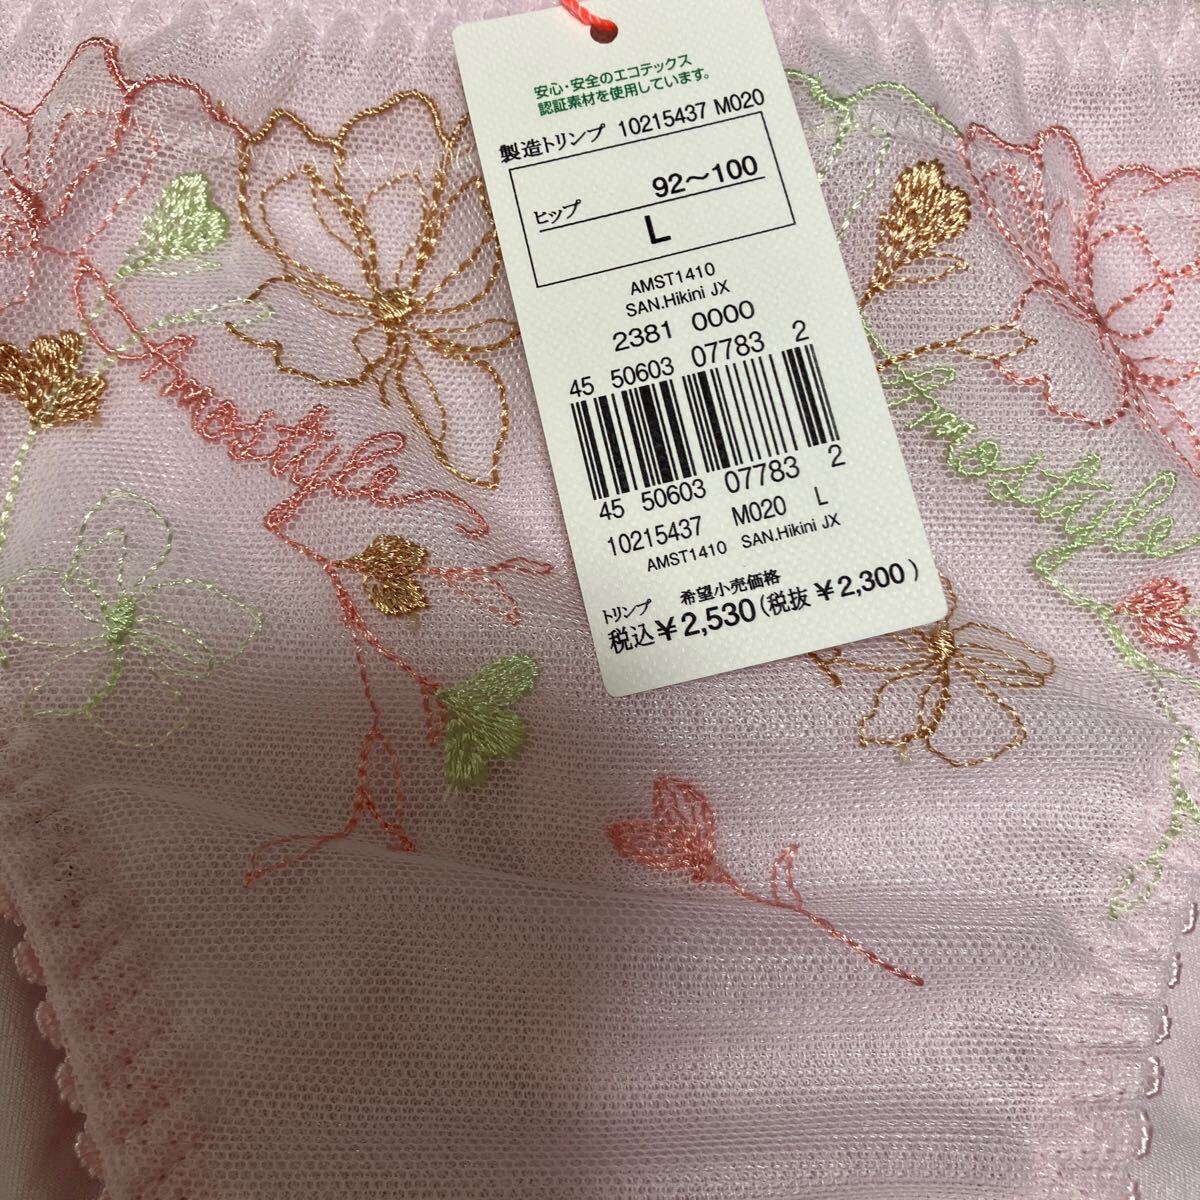 安心・安全のエコテックス
認証素材を使用しています。
製造トリンプ 10215437 M020
ヒップ 92～100
L
AMST1410
SAN.Hikini JX
2381 0000
45 50603 07783 2
45 50603 07783 2
10215437 M020 L
AMST1410 SAN.Hikini JX
トリンプ 希望小売価格
税込￥2,530(税抜￥2,300)
Amostyle
Amostyle